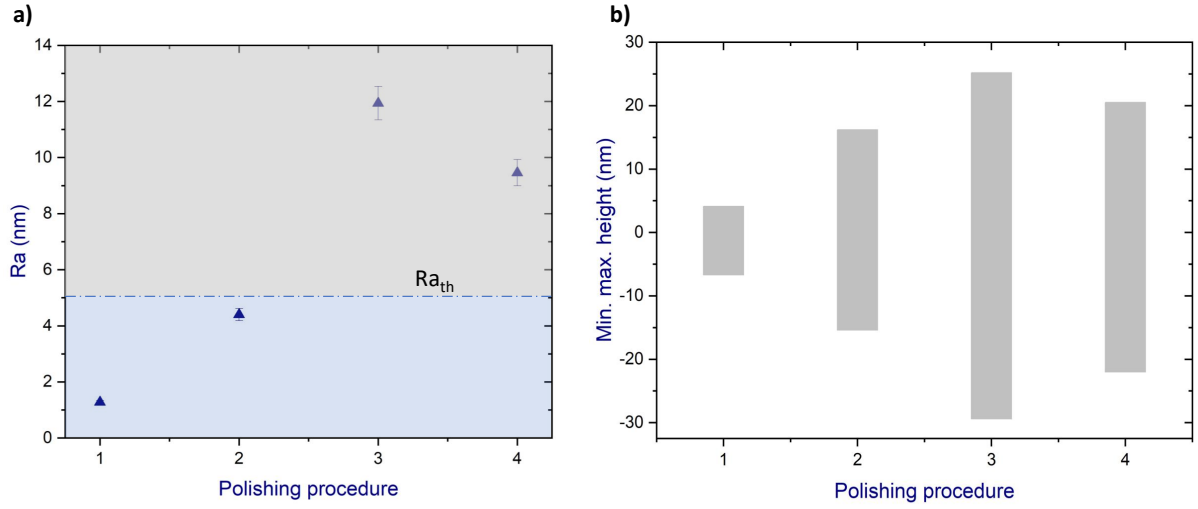 a)
14
12
10
8
6
4
2
0
Ra (nm)
Ra_th
1 2 3 4
Polishing procedure
b)
30
20
10
0
-10
-20
-30
Min. max. height (nm)
1 2 3 4
Polishing procedure